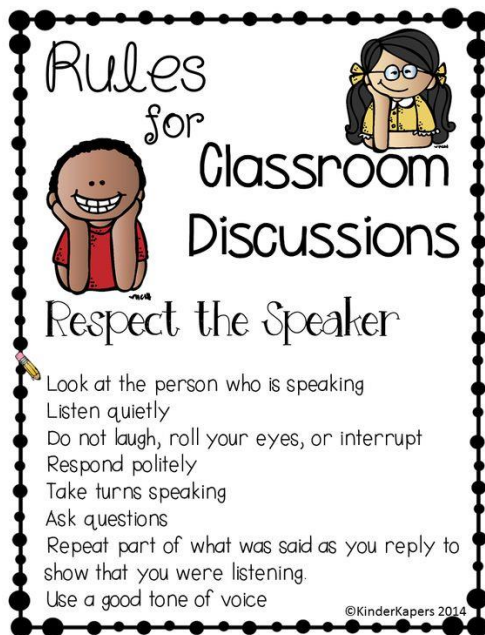 Rules
for
Classroom
Discussions
Respect the Speaker
Look at the person who is speaking
Listen quietly
Do not laugh, roll your eyes, or interrupt
Respond politely
Take turns speaking
Ask questions
Repeat part of what was said as you reply to
show that you were listening.
Use a good tone of voice
©KinderKapers 2014